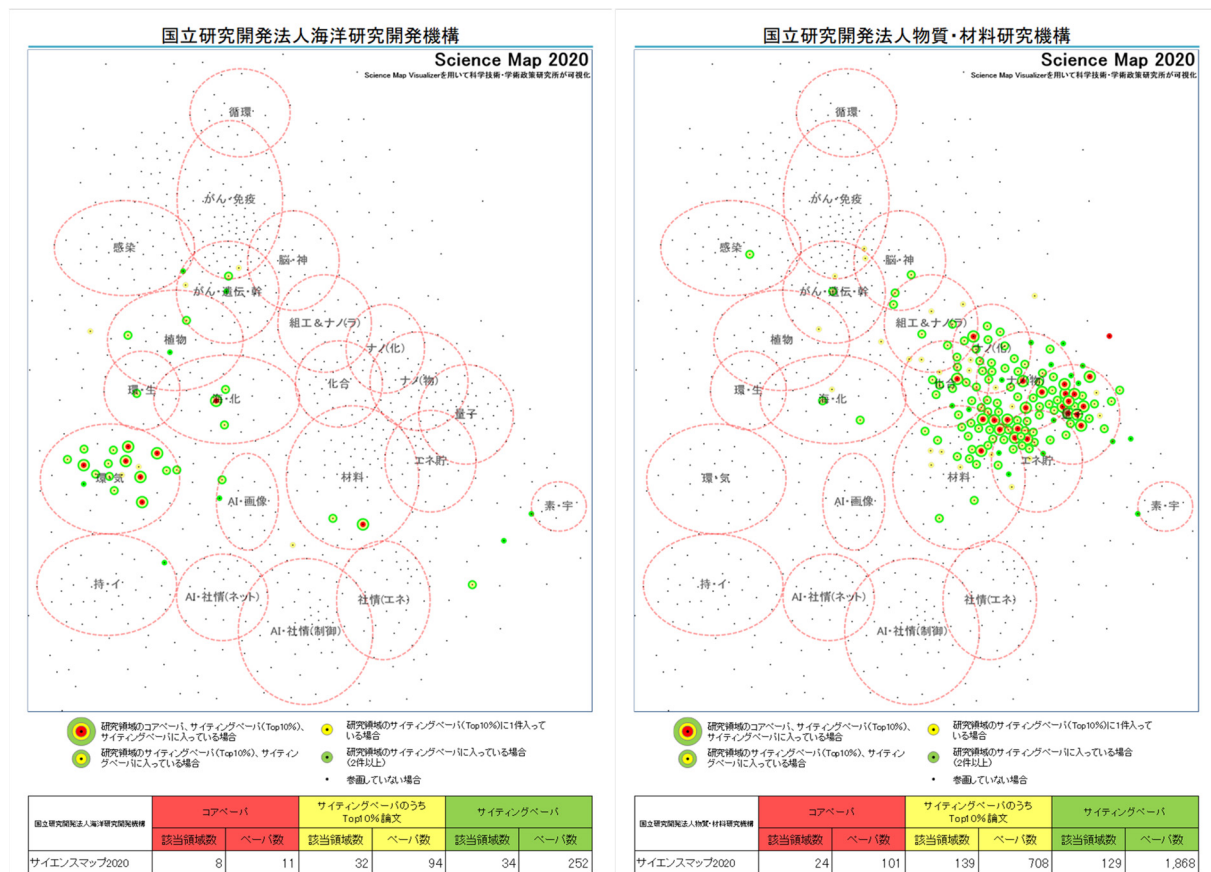 国立研究開発法人海洋研究開発機構
Science Map 2020
Science Map Visualizerを用いて科学技術・学術政策研究所が可視化
循環
がん・免疫
感染
脳・神
がん・遺伝・幹
組工&ナノ(ラ)
植物
ナノ(化)
環・生
海・北
化合
ナノ(物)
量子
エネ貯
環・気
AI・画像
材料
素・宇
持・イ
AI・社情(ネット)
社情(エネ)
AI・社情(制御)
研究領域のコアペーパ、サイティングペーパ(Top10%)、
サイティングペーパに入っている場合
研究領域のサイティングペーパ(Top10%)に1件入って
いる場合
研究領域のサイティングペーパ(Top10%)、サイティン
グペーパに入っている場合
研究領域のサイティングペーパに入っている場合
(2件以上)
参画していない場合
国立研究開発法人海洋研究開発機構
コアペーパ
サイティングペーパのうち
Top10%論文
サイティングペーパ
該当領域数 ペーパ数 該当領域数 ペーパ数 該当領域数 ペーパ数
サイエンスマップ2020 8 11 32 94 34 252
国立研究開発法人物質・材料研究機構
Science Map 2020
Science Map Visualizerを用いて科学技術・学術政策研究所が可視化
循環
がん・免疫
感染
脳・神
がん・遺伝・幹
組工&ナノ(ラ)
植物
ナノ(化)
環・生
海・北
化合
ナノ(物)
エネ貯
環・気
AI・画像
材料
素・宇
持・イ
AI・社情(ネット)
社情(エネ)
AI・社情(制御)
研究領域のコアペーパ、サイティングペーパ(Top10%)、
サイティングペーパに入っている場合
研究領域のサイティングペーパ(Top10%)に1件入って
いる場合
研究領域のサイティングペーパ(Top10%)、サイティン
グペーパに入っている場合
研究領域のサイティングペーパに入っている場合
(2件以上)
参画していない場合
国立研究開発法人物質・材料研究機構
コアペーパ
サイティングペーパのうち
Top10%論文
サイティングペーパ
該当領域数 ペーパ数 該当領域数 ペーパ数 該当領域数 ペーパ数
サイエンスマップ2020 24 101 139 708 129 1,868